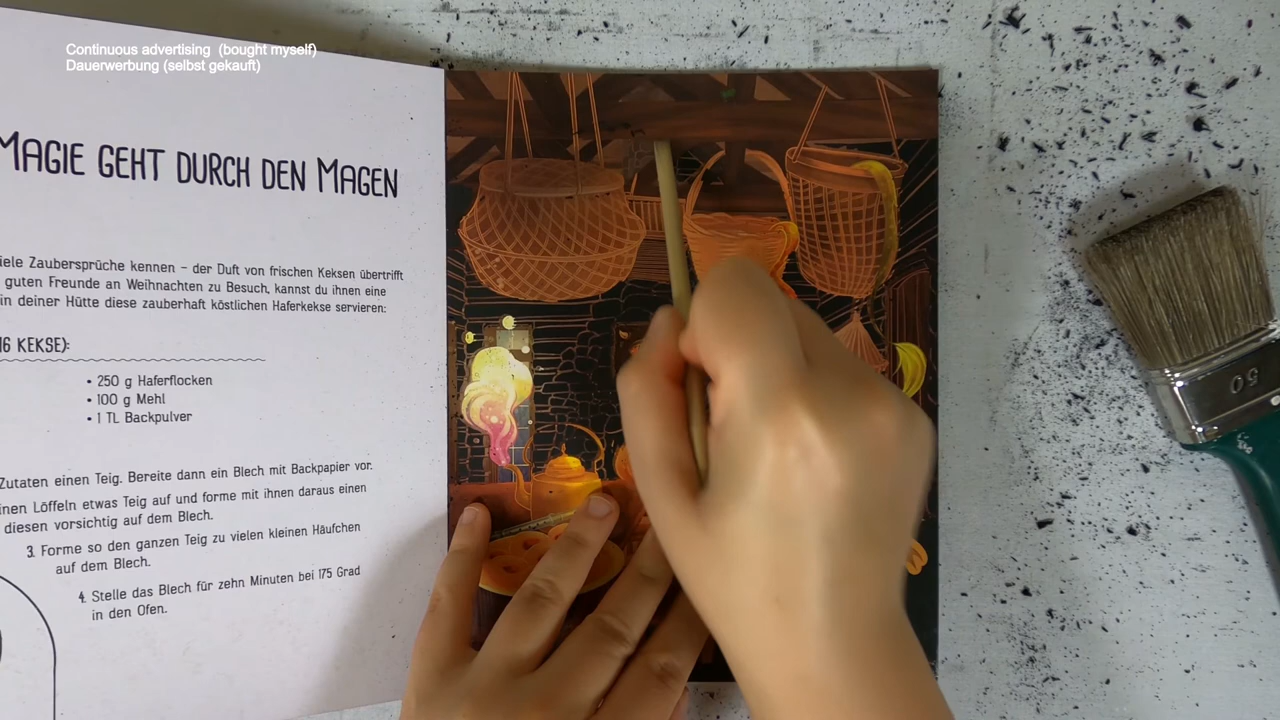 Continuous advertising (bought myself)
Dauerwerbung (selbst gekauft)
MAGIE GEHT DURCH DEN MAGEN
viele Zaubersprüche kennen – der Duft von frischen Keksen übertrifft
guten Freunde an Weihnachten zu Besuch, kannst du ihnen eine
in deiner Hütte diese zauberhaft köstlichen Haferkekse servieren:
16 KEKSE):
• 250 g Haferflocken
• 100 g Mehl
• 1 TL Backpulver
Zutaten einen Teig. Bereite dann ein Blech mit Backpapier vor.
einen Löffeln etwas Teig auf und forme mit ihnen daraus einen
diesen vorsichtig auf dem Blech.
3. Forme so den ganzen Teig zu vielen kleinen Häufchen
auf dem Blech.
4. Stelle das Blech für zehn Minuten bei 175 Grad
in den Ofen.
50